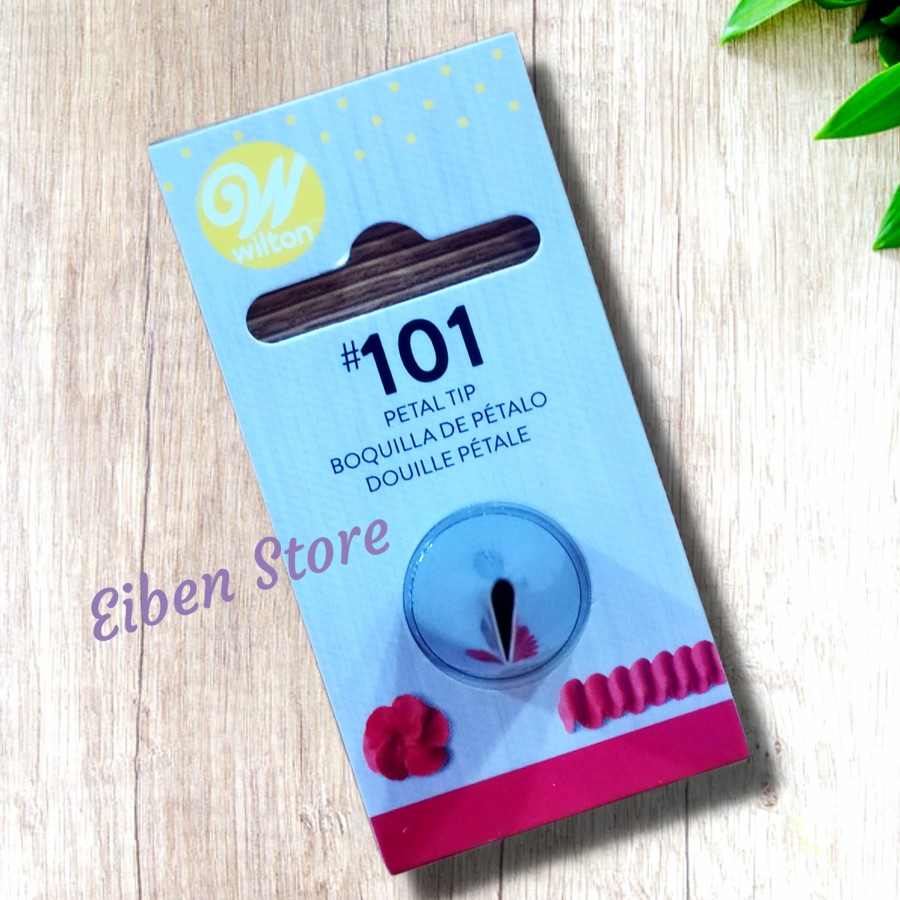 W
wilton
#101
PETAL TIP
BOQUILLA DE PÉTALO
DOUILLE PÉTALE
Eiben Store